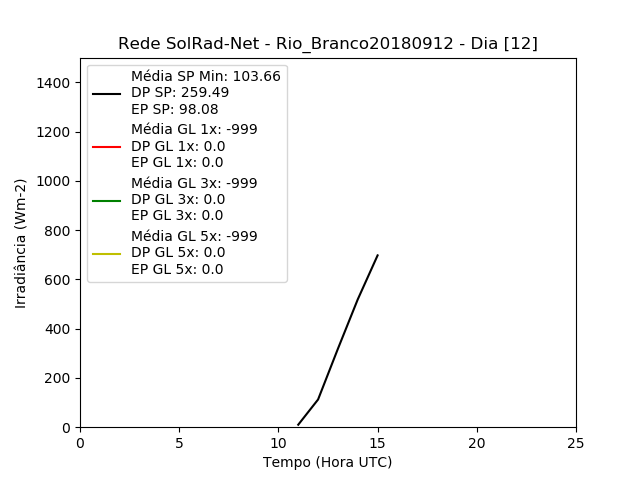 Rede SolRad-Net - Rio_Branco20180912 - Dia [12]
Média SP Min: 103.66
DP SP: 259.49
EP SP: 98.08
Média GL 1x: -999
DP GL 1x: 0.0
EP GL 1x: 0.0
Média GL 3x: -999
DP GL 3x: 0.0
EP GL 3x: 0.0
Média GL 5x: -999
DP GL 5x: 0.0
EP GL 5x: 0.0
1400
1200
1000
800
600
400
200
0
Irradiância (Wm-2)
0 5 10 15 20 25
Tempo (Hora UTC)